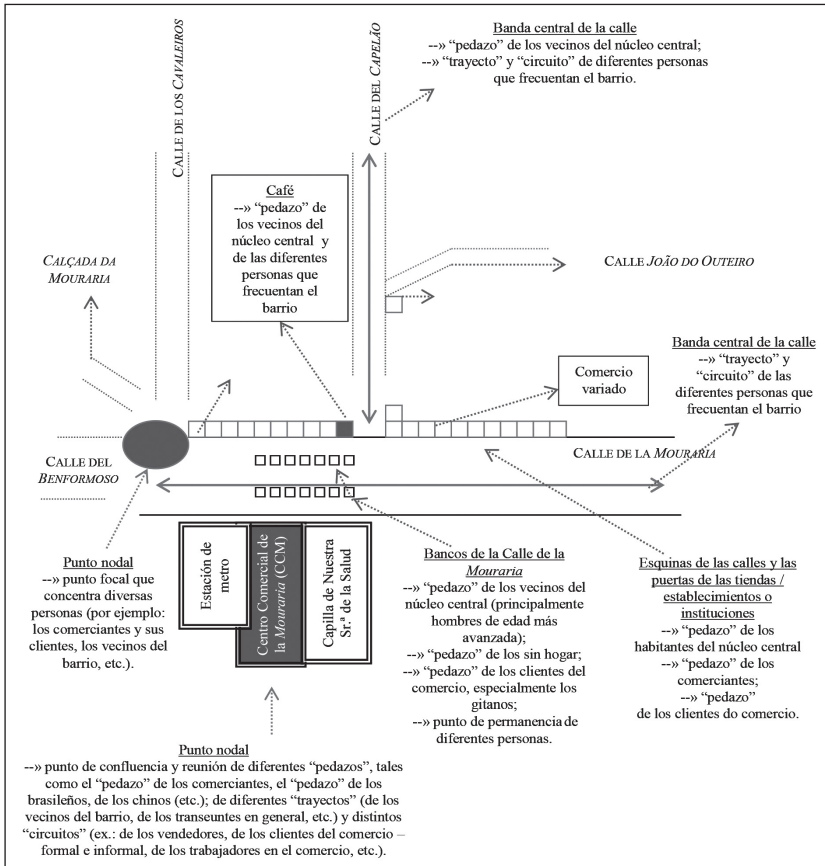 Banda central de la calle
--» “pedazo” de los vecinos del núcleo central;
--» “trayecto” y “circuito” de diferentes personas
que frecuentan el barrio.
CALLE DE LOS CAVALEIROS
CALLE DEL CAPELÃO
Café
--» “pedazo” de
los vecinos del
núcleo central y
de las diferentes
personas que
frecuentan el
barrio
CALÇADA DA
MOURARIA
CALLE JOÃO DO OUTEIRO
Banda central de la calle
--» “trayecto” y
“circuito” de las
diferentes personas que
frecuentan el barrio
Comercio
variado
CALLE DEL
BENFORMOSO
CALLE DE LA MOURARIA
Punto nodal
--» punto focal que
concentra diversas
personas (por ejemplo:
los comerciantes y sus
clientes, los vecinos del
barrio, etc.).
Estación de
metro
Centro Comercial de
la Mouraria (CCM)
Capilla de Nuestra
Sr.ª de la Salud
Bancos de la Calle de la
Mouraria
--» “pedazo” de los vecinos del
núcleo central (principalmente
hombres de edad más
avanzada);
--» “pedazo” de los sin hogar;
--» “pedazo” de los clientes del
comercio, especialmente los
gitanos;
--» punto de permanencia de
diferentes personas.
Esquinas de las calles y las
puertas de las tiendas /
establecimientos o
instituciones
--» “pedazo” de los
habitantes del núcleo central
--» “pedazo” de los
comerciantes;
--» “pedazo”
de los clientes do comercio.
Punto nodal
--» punto de confluencia y reunión de diferentes “pedazos”, tales
como el “pedazo” de los comerciantes, el “pedazo” de los
brasileños, de los chinos (etc.); de diferentes “trayectos” (de los
vecinos del barrio, de los transeuntes en general, etc.) y distintos
“circuitos” (ex.: de los vendedores, de los clientes del comercio –
formal e informal, de los trabajadores en el comercio, etc.).